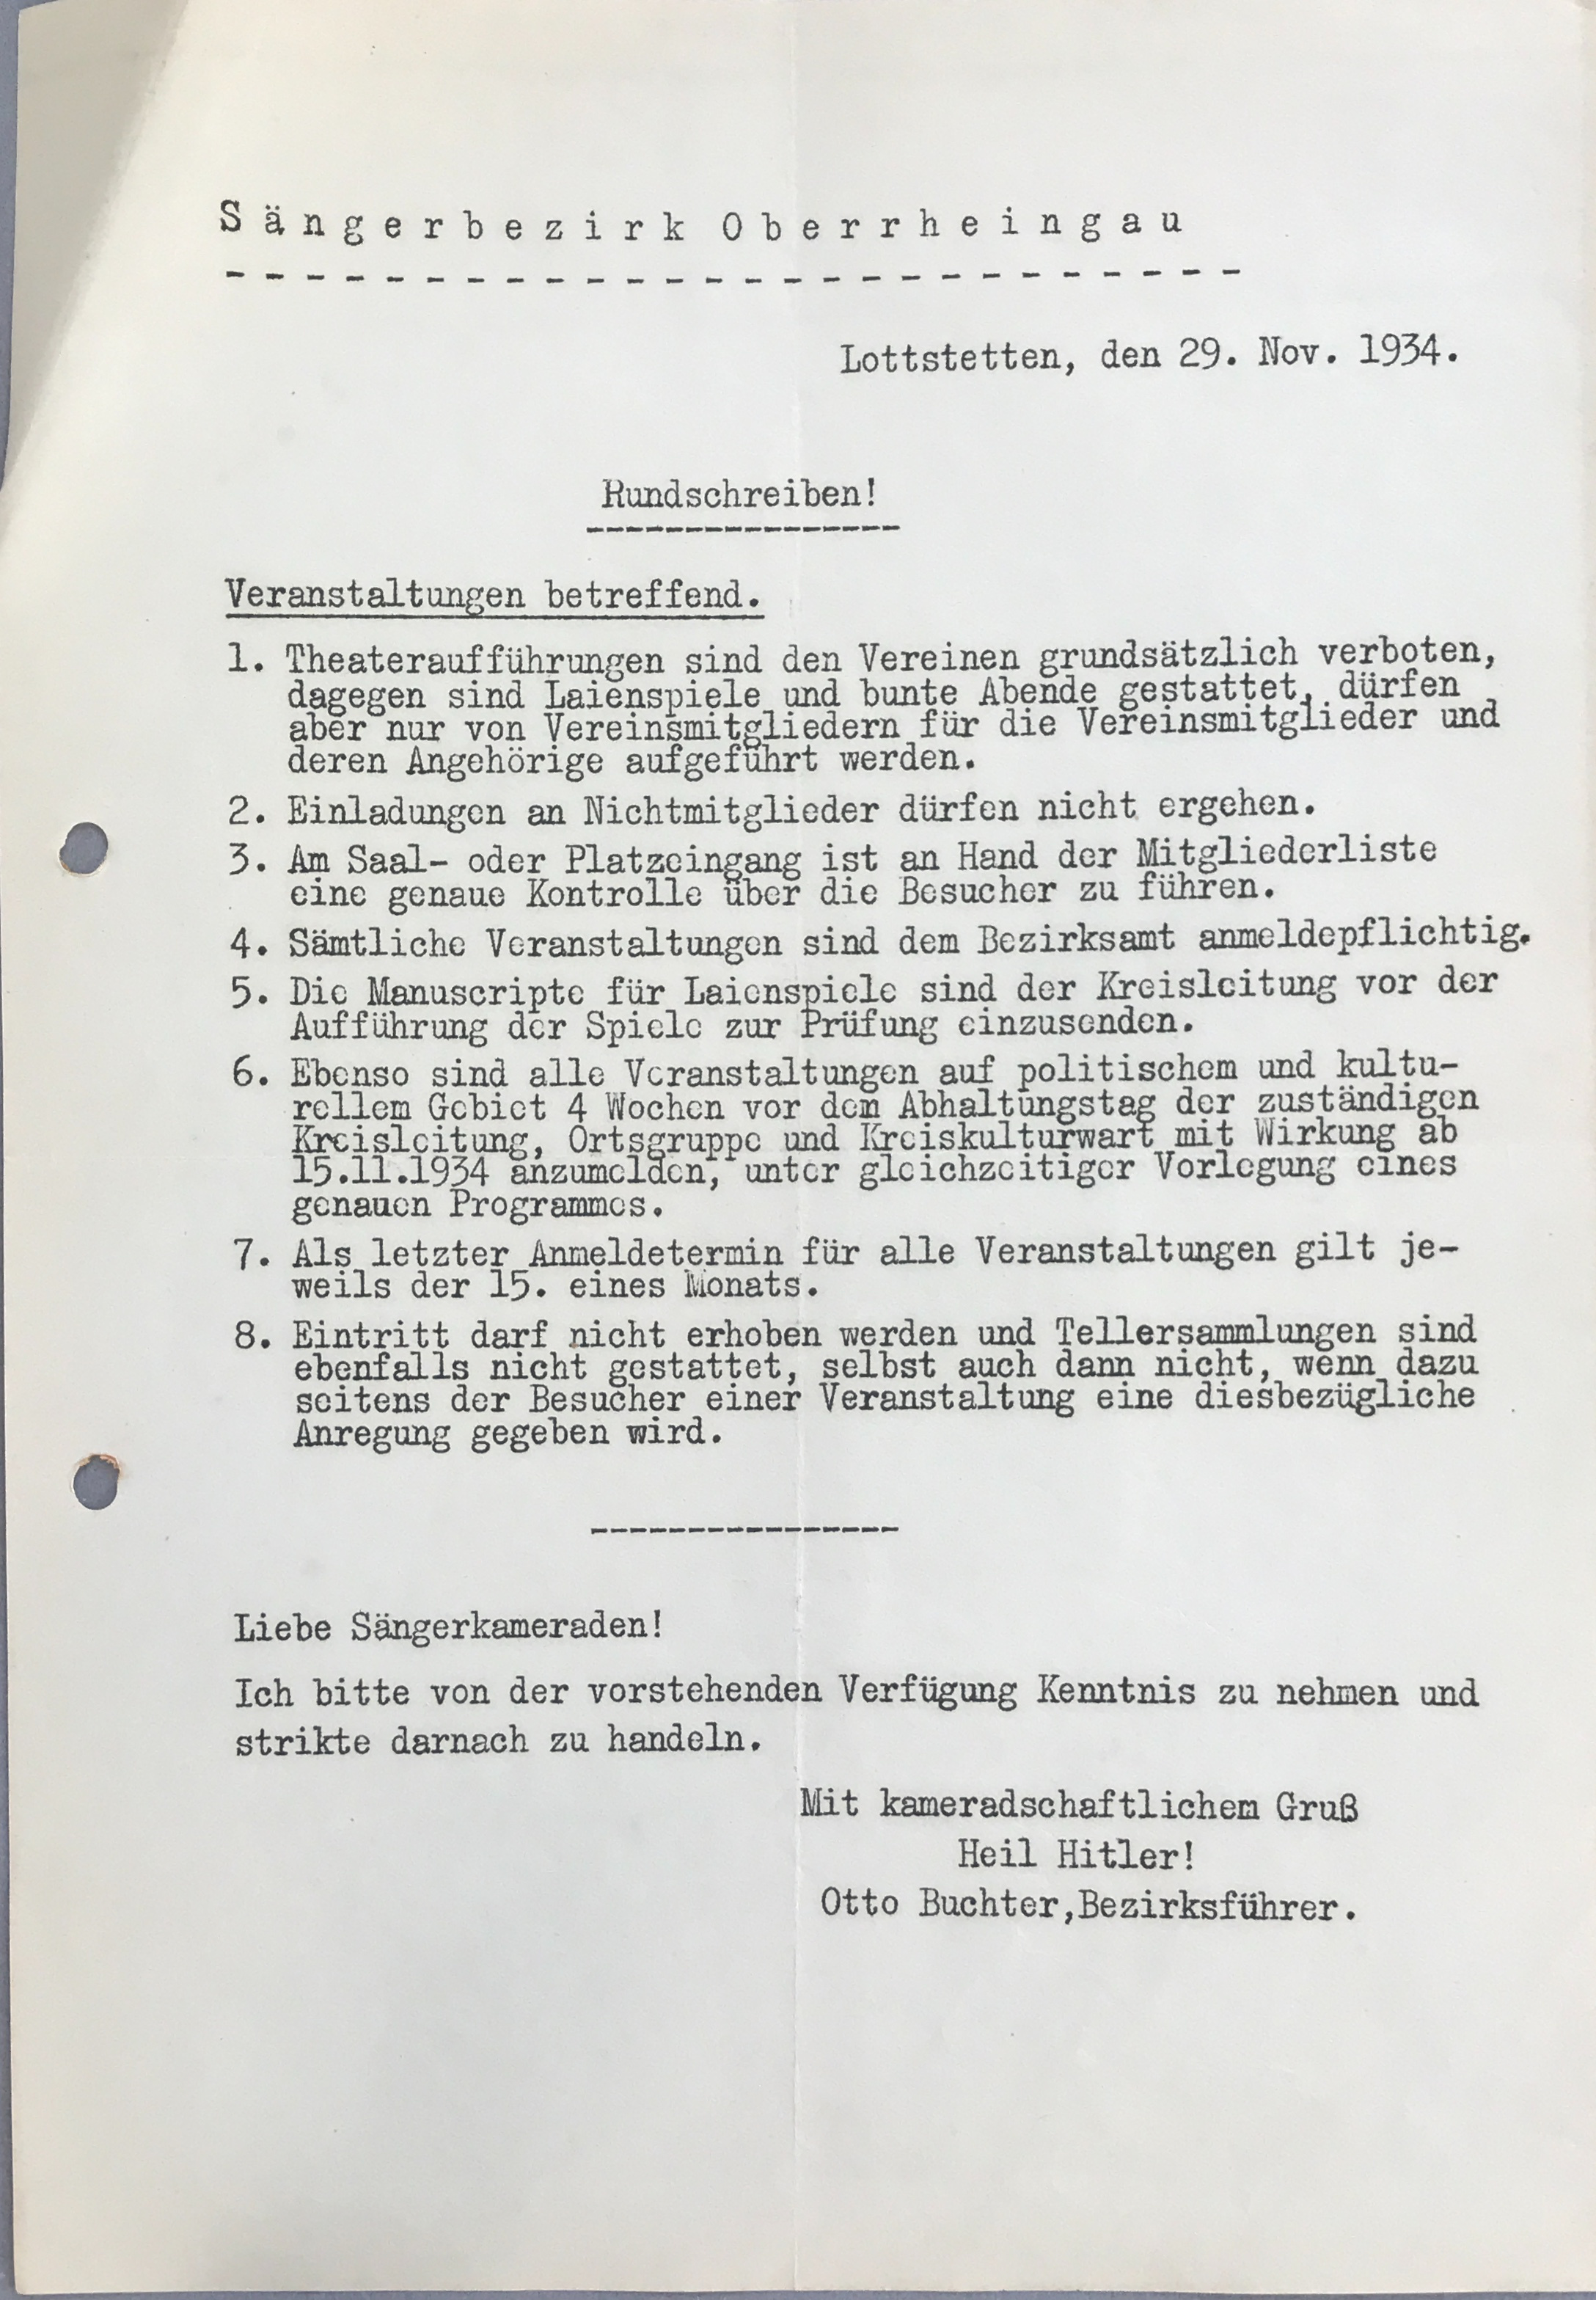 Sängerbezirk Oberrheingau
--------------------------
Lottstetten, den 29. Nov. 1934.
Rundschreiben!
----------------
Veranstaltungen betreffend.
1. Theateraufführungen sind den Vereinen grundsätzlich verboten,
dagegen sind Laienspiele und bunte Abende gestattet, dürfen
aber nur von Vereinsmitgliedern für die Vereinsmitglieder und
deren Angehörige aufgeführt werden.
2. Einladungen an Nichtmitglieder dürfen nicht ergehen.
3. Am Saal- oder Platzeingang ist an Hand der Mitgliederliste
eine genaue Kontrolle über die Besucher zu führen.
4. Sämtliche Veranstaltungen sind dem Bezirksamt anmeldepflichtig.
5. Die Manuscripte für Laienspiele sind der Kreisleitung vor der
Aufführung der Spiele zur Prüfung einzusenden.
6. Ebenso sind alle Veranstaltungen auf politischem und kultu-
rellem Gebiet 4 Wochen vor dem Abhaltungstag der zuständigen
Kreisleitung, Ortsgruppe und Kreiskulturwart mit Wirkung ab
15.11.1934 anzumelden, unter gleichzeitiger Vorlegung eines
genauen Programmes.
7. Als letzter Anmeldetermin für alle Veranstaltungen gilt je-
weils der 15. eines Monats.
8. Eintritt darf nicht erhoben werden und Tellersammlungen sind
ebenfalls nicht gestattet, selbst auch dann nicht, wenn dazu
seitens der Besucher einer Veranstaltung eine diesbezügliche
Anregung gegeben wird.
----------------
Liebe Sängerkameraden!
Ich bitte von der vorstehenden Verfügung Kenntnis zu nehmen und
strikte darnach zu handeln.
Mit kameradschaftlichem Gruß
Heil Hitler!
Otto Buchter,Bezirksführer.